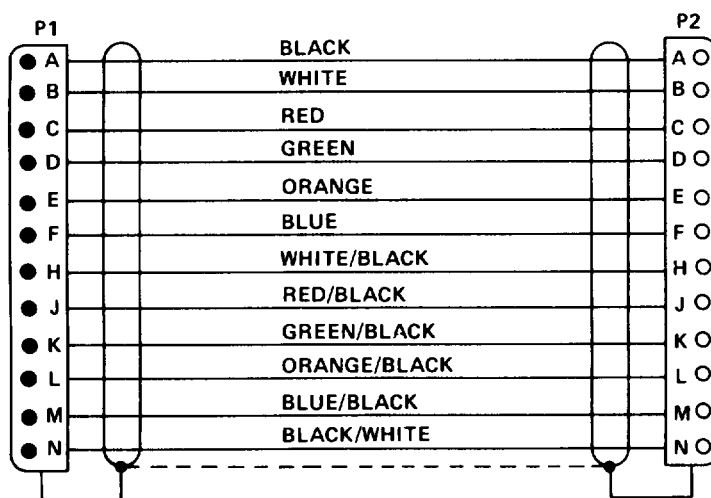 P1 P2
A BLACK A
B WHITE B
C RED C
D GREEN D
E ORANGE E
F BLUE F
H WHITE/BLACK H
J RED/BLACK J
K GREEN/BLACK K
L ORANGE/BLACK L
M BLUE/BLACK M
N BLACK/WHITE N